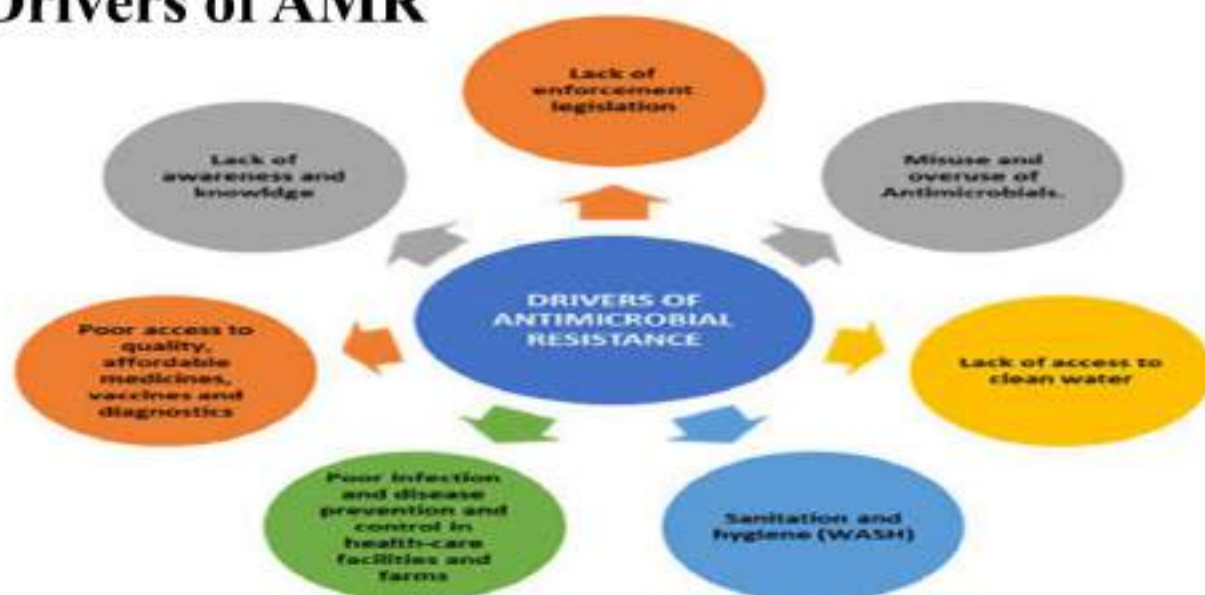 Drivers of AMR
Lack of
enforcement
legislation
Misuse and
overuse of
Antimicrobials.
Lack of access to
clean water
Sanitation and
hygiene (WASH)
Poor infection
and disease
prevention and
control in
health-care
facilities and
farms
Poor access to
quality,
affordable
medicines,
vaccines and
diagnostics
Lack of
awareness and
knowldge
DRIVERS OF
ANTIMICROBIAL
RESISTANCE